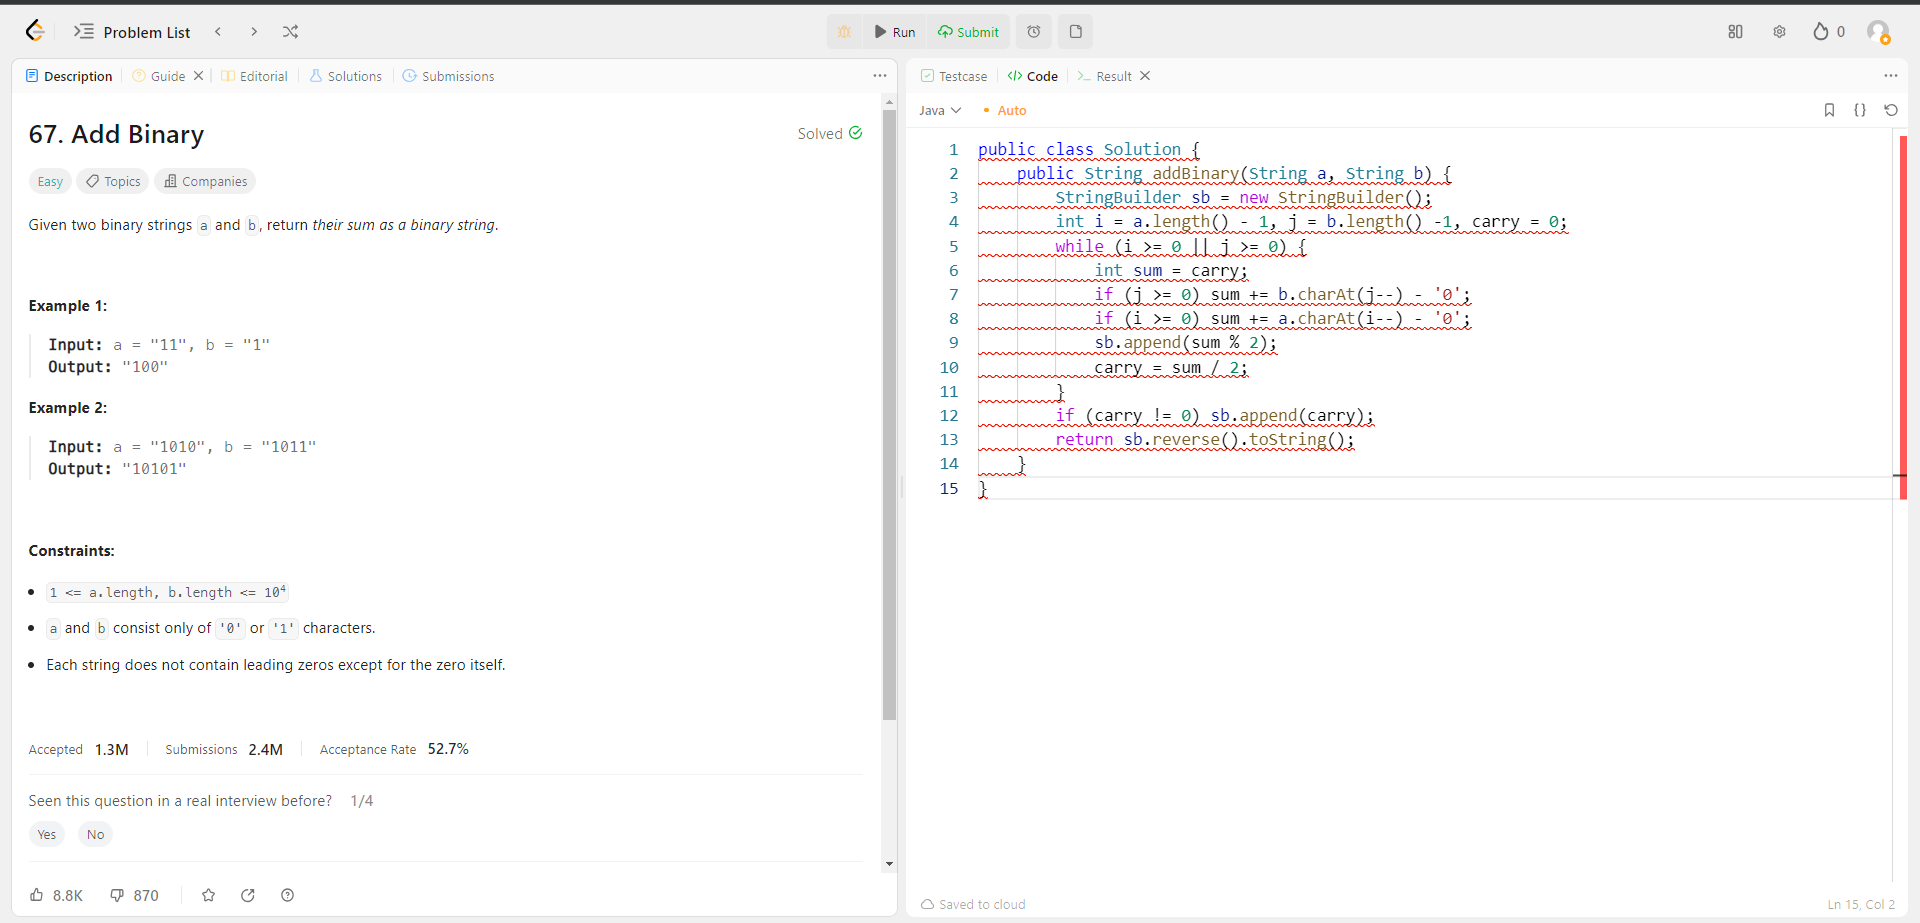 Problem List
Run
Submit
0
Description
Guide
Editorial
Solutions
Submissions
67. Add Binary
Solved
Easy
Topics
Companies
Given two binary strings a and b, return their sum as a binary string.
Example 1:
Input: a = "11", b = "1"
Output: "100"
Example 2:
Input: a = "1010", b = "1011"
Output: "10101"
Constraints:
1 <= a.length, b.length <= 10⁴
a and b consist only of '0' or '1' characters.
Each string does not contain leading zeros except for the zero itself.
Accepted 1.3M
Submissions 2.4M
Acceptance Rate 52.7%
Seen this question in a real interview before? 1/4
Yes
No
8.8K
870
Testcase
Code
Result
Java
Auto
1 public class Solution {
2     public String addBinary(String a, String b) {
3         StringBuilder sb = new StringBuilder();
4         int i = a.length() - 1, j = b.length() -1, carry = 0;
5         while (i >= 0 || j >= 0) {
6             int sum = carry;
7             if (j >= 0) sum += b.charAt(j--) - '0';
8             if (i >= 0) sum += a.charAt(i--) - '0';
9             sb.append(sum % 2);
10             carry = sum / 2;
11         }
12         if (carry != 0) sb.append(carry);
13         return sb.reverse().toString();
14     }
15 }
Saved to cloud
Ln 15, Col 2